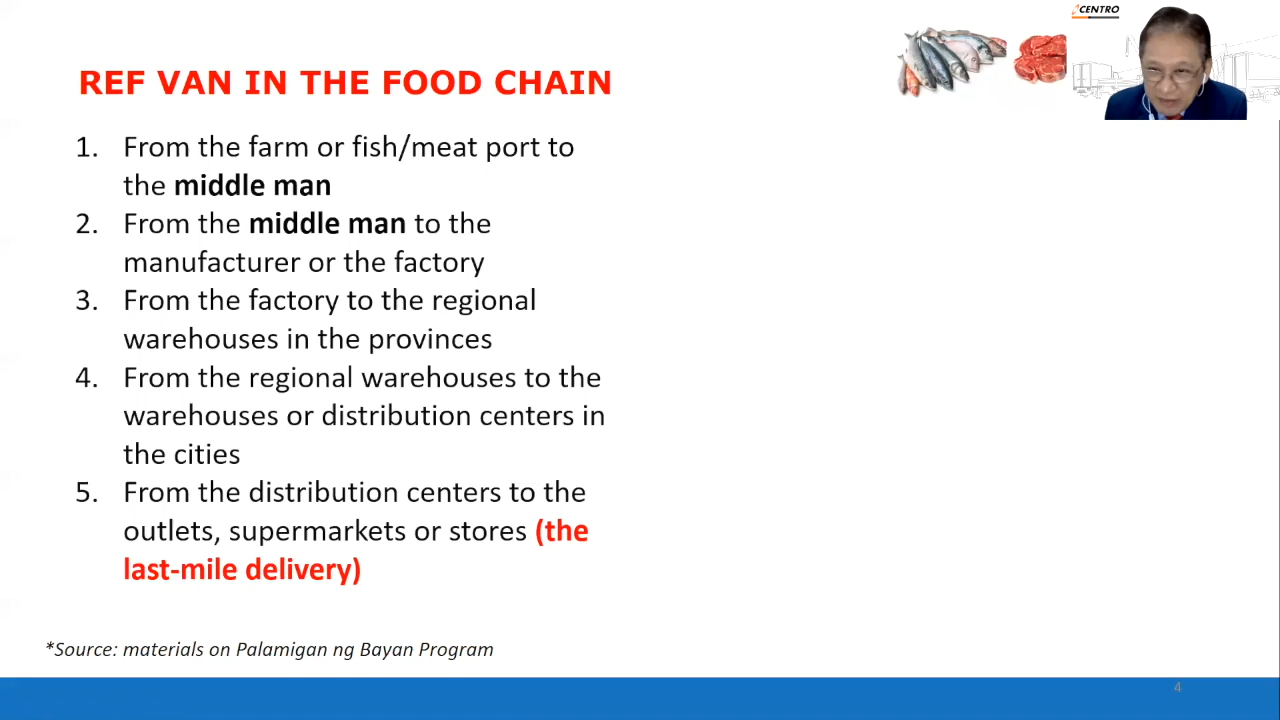 CENTRO
REF VAN IN THE FOOD CHAIN
1. From the farm or fish/meat port to
the middle man
2. From the middle man to the
manufacturer or the factory
3. From the factory to the regional
warehouses in the provinces
4. From the regional warehouses to the
warehouses or distribution centers in
the cities
5. From the distribution centers to the
outlets, supermarkets or stores (the
last-mile delivery)
*Source: materials on Palamigan ng Bayan Program
4